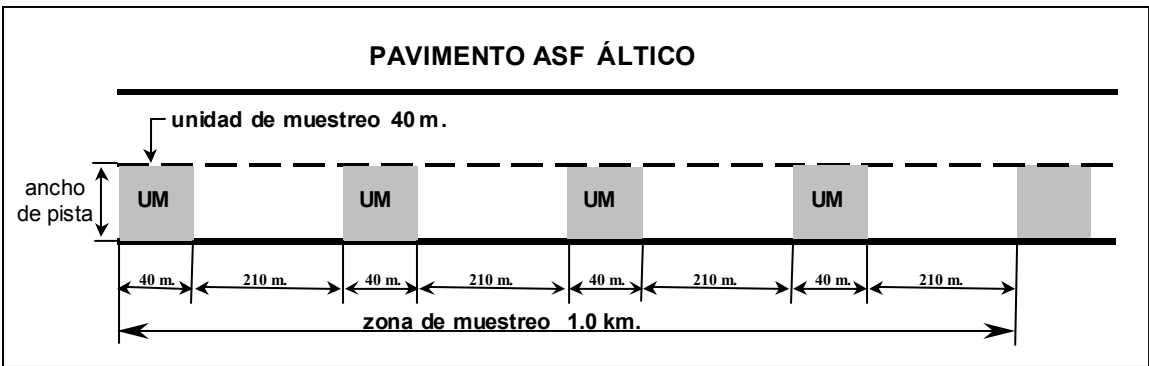 PAVIMENTO ASF ÁLTICO
unidad de muestreo 40 m.
ancho
de pista
UM UM UM UM
40 m. 210 m. 40 m. 210 m. 40 m. 210 m. 40 m. 210 m.
zona de muestreo 1.0 km.